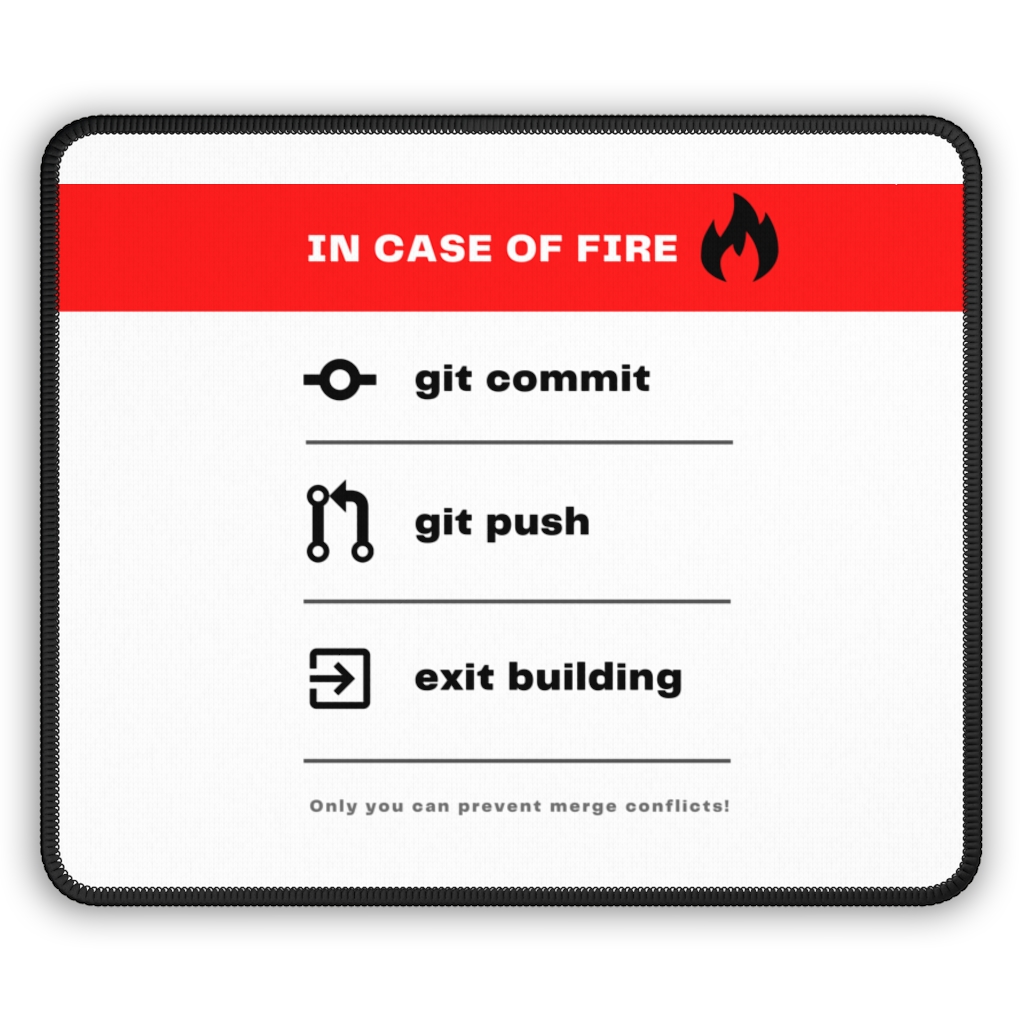 IN CASE OF FIRE
git commit
git push
exit building
Only you can prevent merge conflicts!